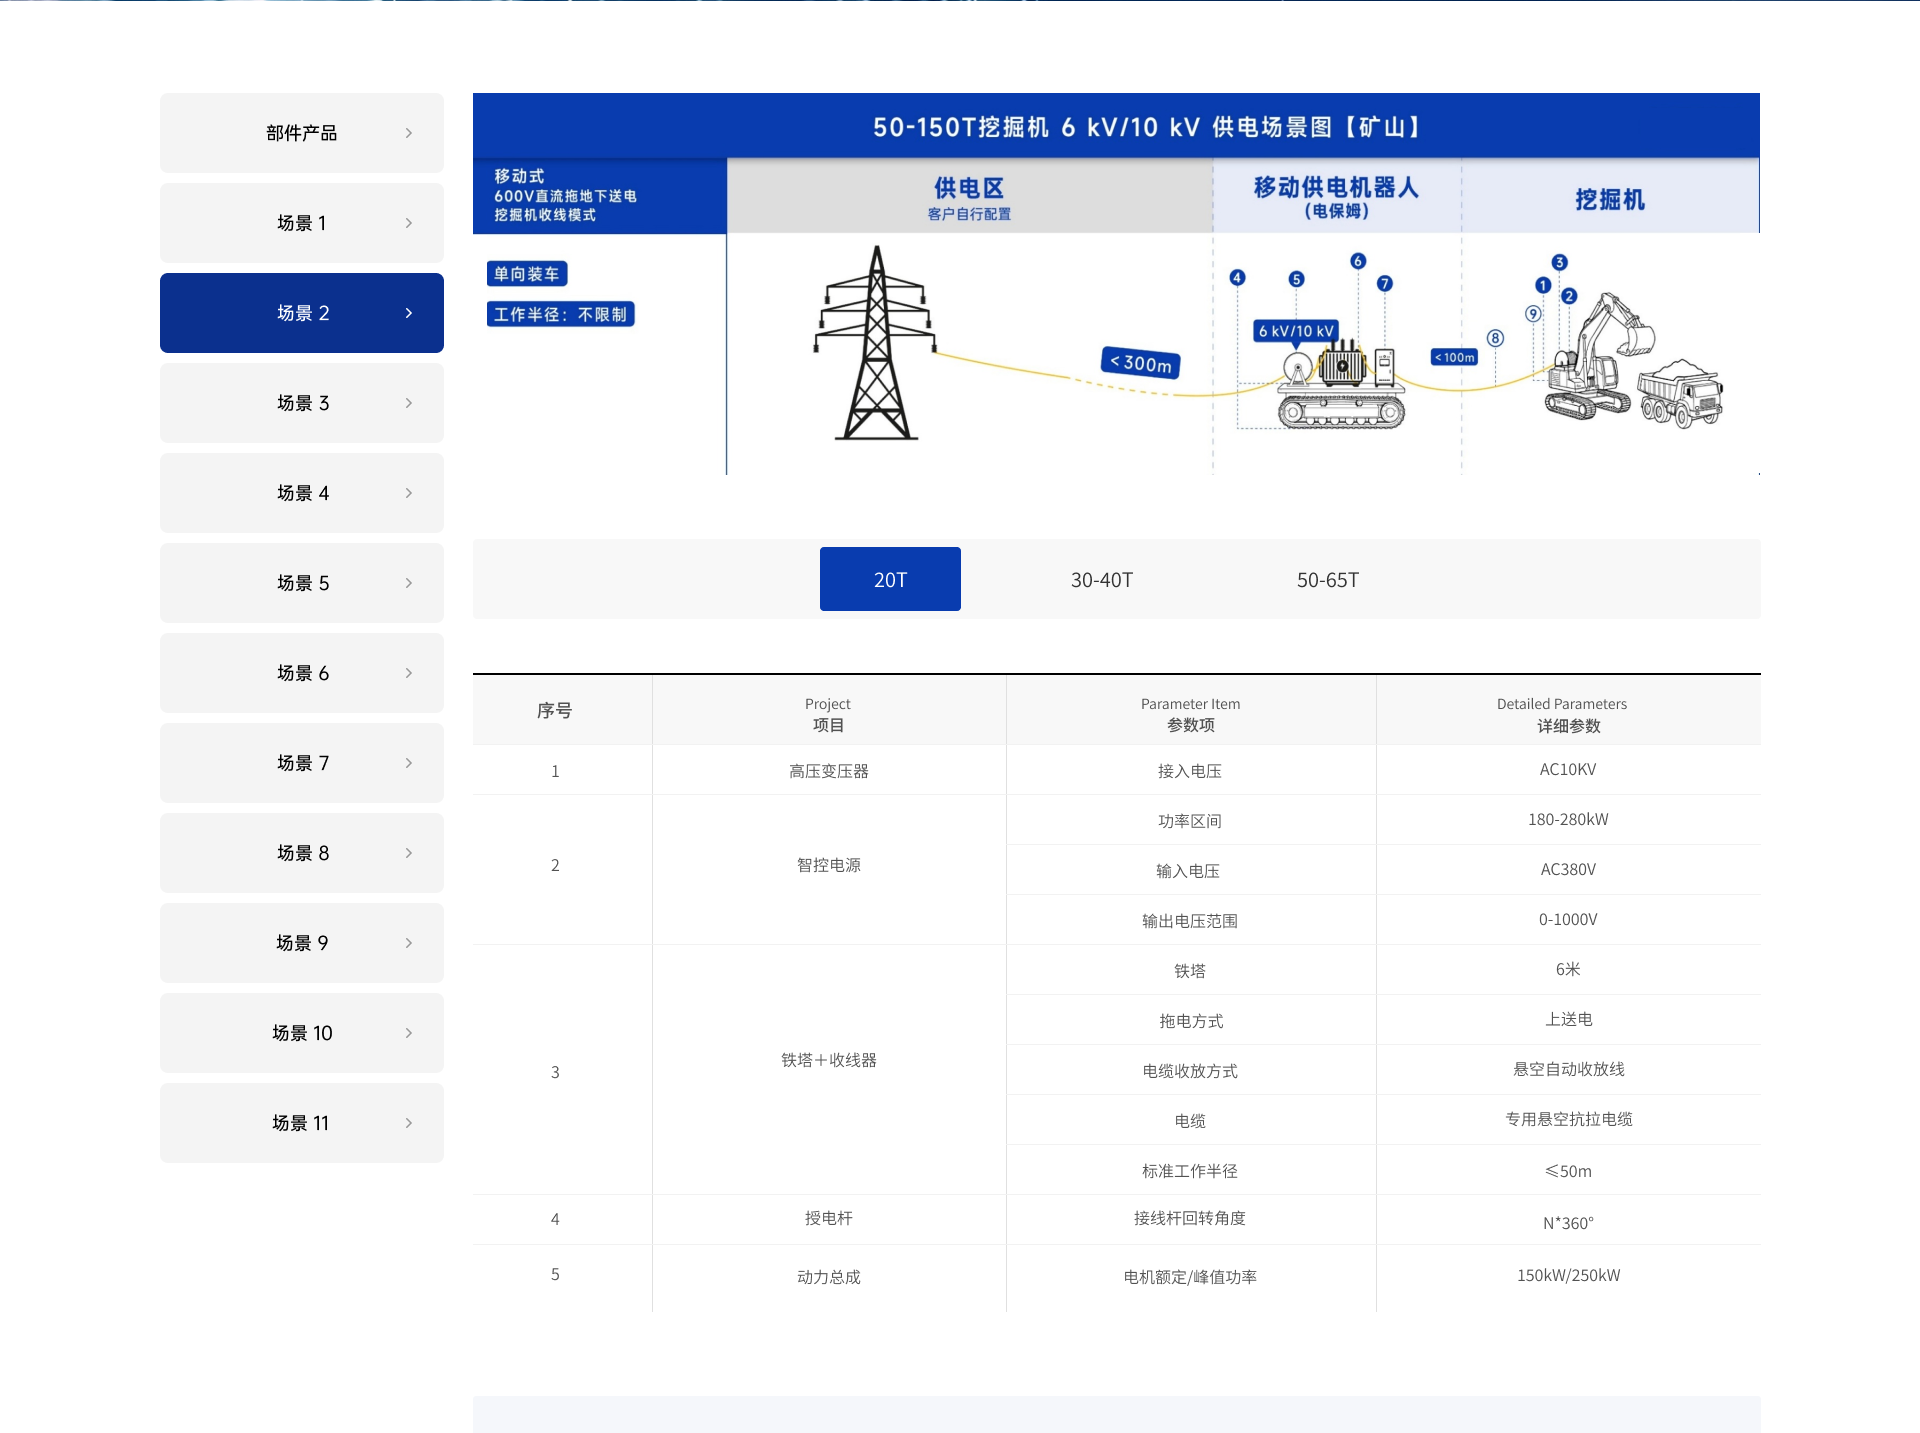 部件产品
场景 1
场景 2
场景 3
场景 4
场景 5
场景 6
场景 7
场景 8
场景 9
场景 10
场景 11
50-150T挖掘机 6 kV/10 kV 供电场景图【矿山】
移动式
600V直流拖地下送电
挖掘机收线模式
供电区
客户自行配置
移动供电机器人
(电保姆)
挖掘机
单向装车
工作半径：不限制
<300m
4
5
6
7
6 kV/10 kV
<100m
8
9
1
3
2
20T
30-40T
50-65T
序号
Project
项目
Parameter Item
参数项
Detailed Parameters
详细参数
1
高压变压器
接入电压
AC10KV
2
智控电源
功率区间
180-280kW
输入电压
AC380V
输出电压范围
0-1000V
3
铁塔＋收线器
铁塔
6米
拖电方式
上送电
电缆收放方式
悬空自动收放线
电缆
专用悬空抗拉电缆
标准工作半径
≤50m
4
授电杆
接线杆回转角度
N*360°
5
动力总成
电机额定/峰值功率
150kW/250kW